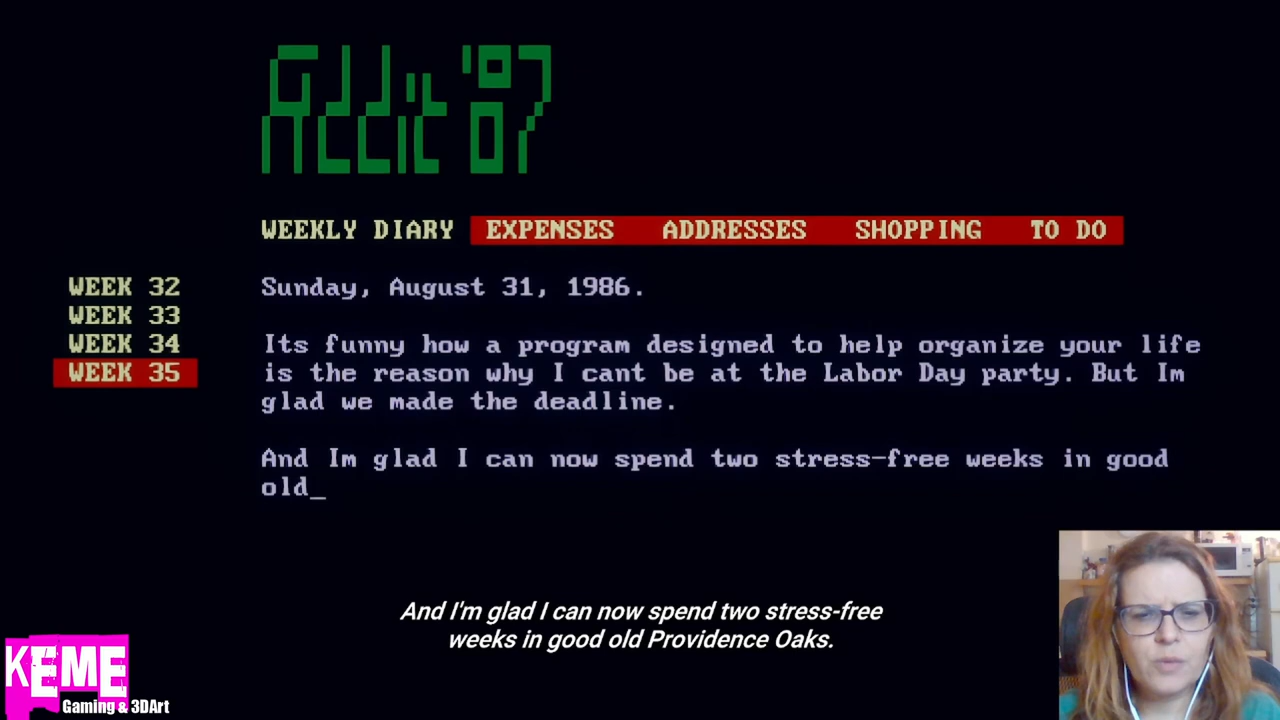 Addit '87
WEEKLY DIARY EXPENSES ADDRESSES SHOPPING TO DO
WEEK 32
WEEK 33
WEEK 34
WEEK 35
Sunday, August 31, 1986.
Its funny how a program designed to help organize your life
is the reason why I cant be at the Labor Day party. But Im
glad we made the deadline.
And Im glad I can now spend two stress-free weeks in good
old_
And I'm glad I can now spend two stress-free
weeks in good old Providence Oaks.
KEME
Gaming & 3DArt